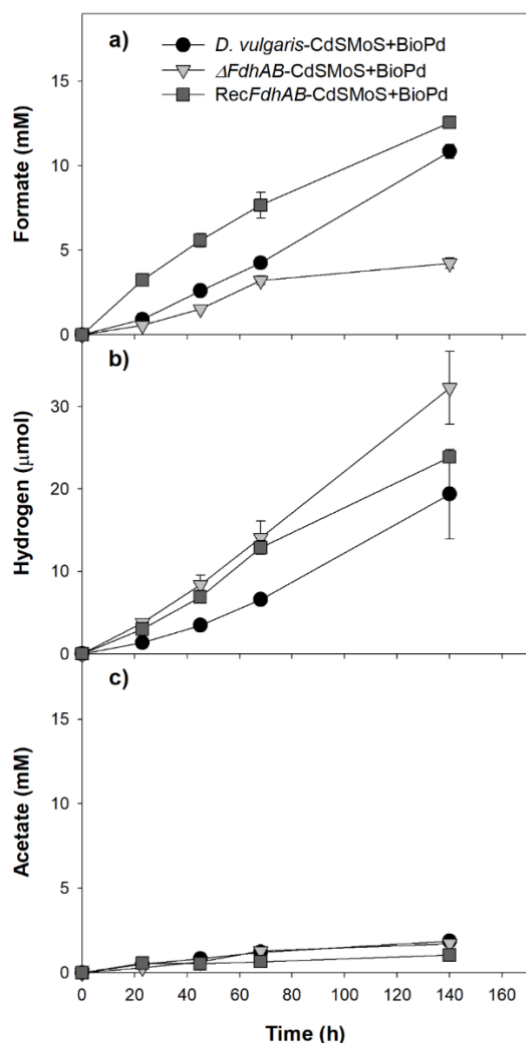 a)
D. vulgaris-CdSMoS+BioPd
ΔFdhAB-CdSMoS+BioPd
RecFdhAB-CdSMoS+BioPd
Formate (mM)
15
10
5
0
b)
Hydrogen (μmol)
30
20
10
0
c)
Acetate (mM)
15
10
5
0
0 20 40 60 80 100 120 140 160
Time (h)